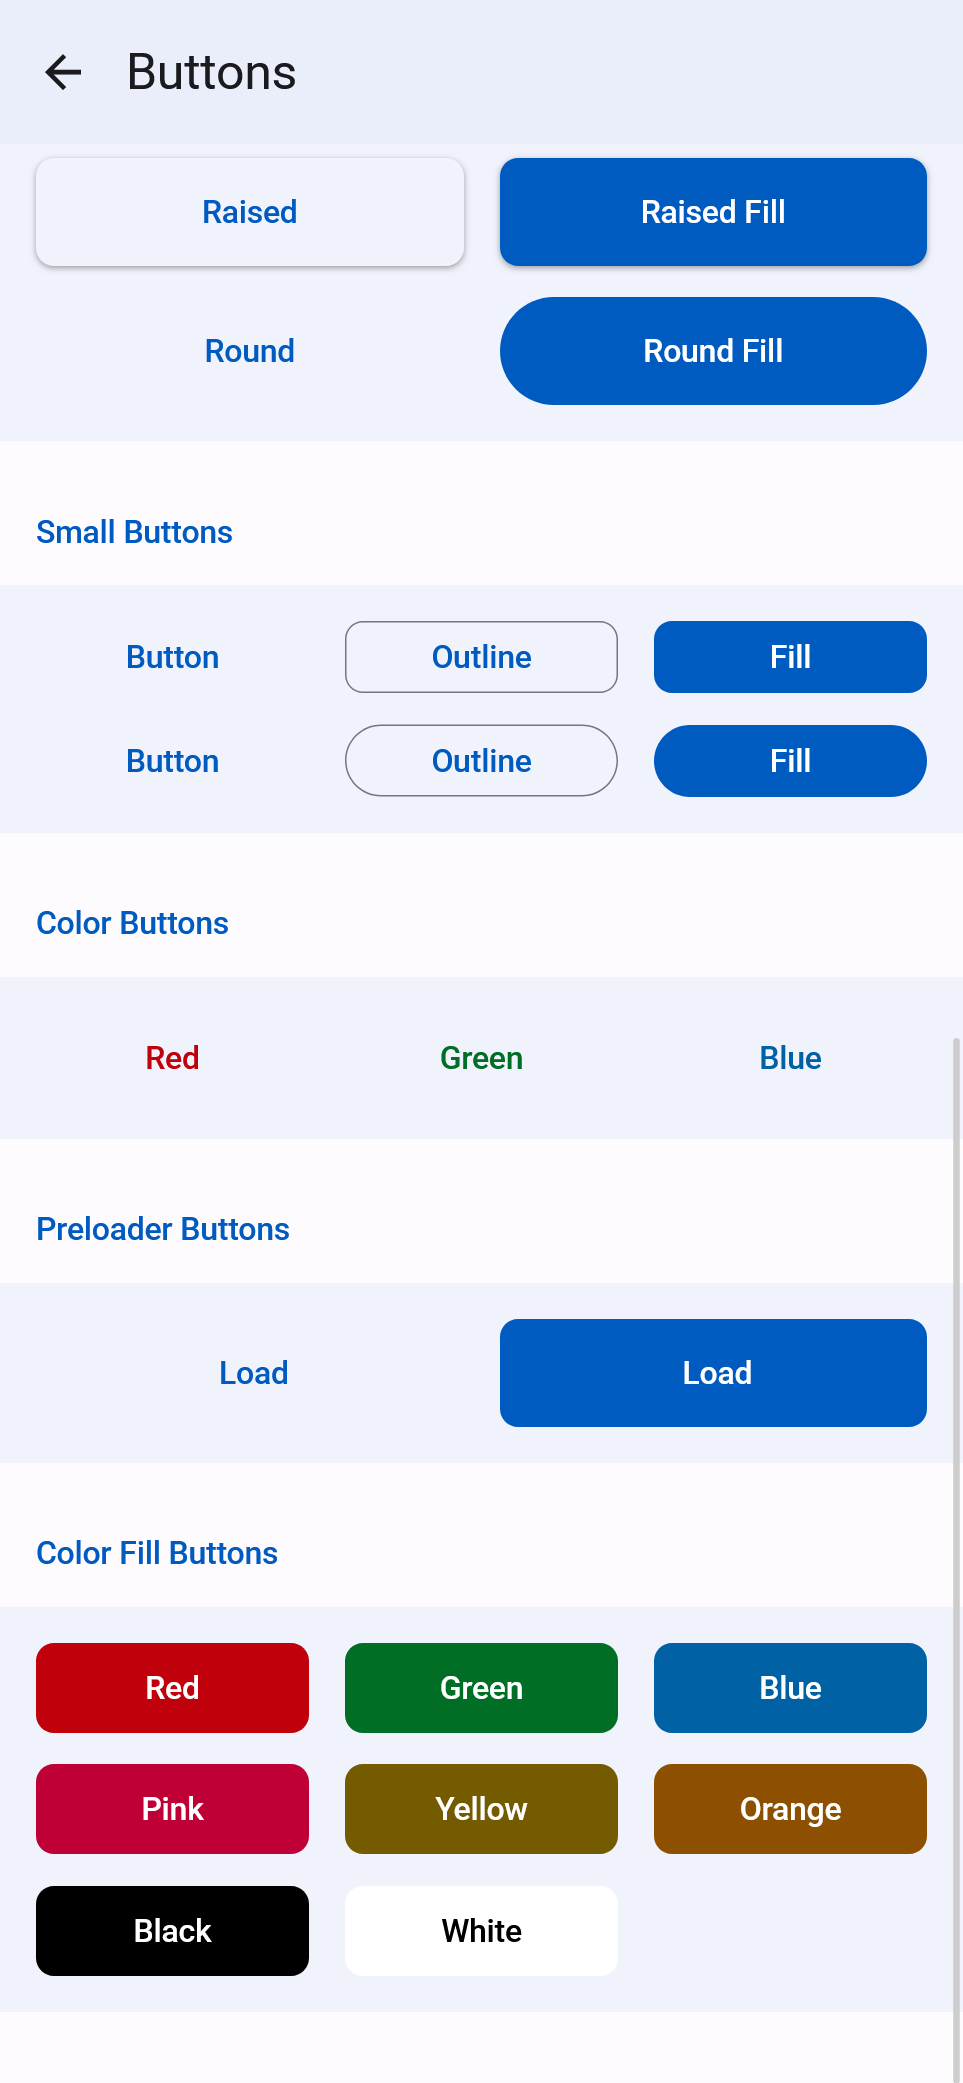 Buttons
Raised Raised Fill
Round Round Fill
Small Buttons
Button Outline Fill
Button Outline Fill
Color Buttons
Red Green Blue
Preloader Buttons
Load Load
Color Fill Buttons
Red Green Blue
Pink Yellow Orange
Black White